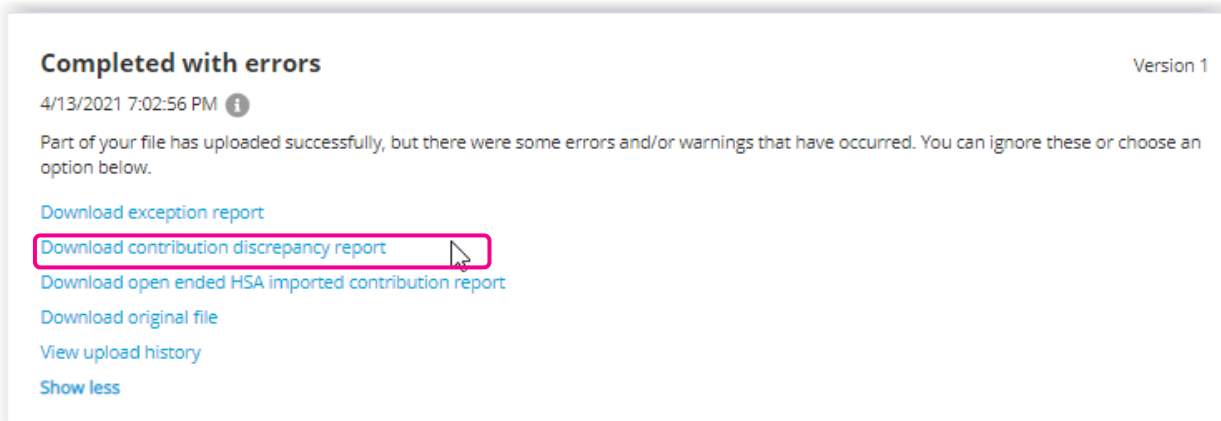 Completed with errors
Version 1
4/13/2021 7:02:56 PM
Part of your file has uploaded successfully, but there were some errors and/or warnings that have occurred. You can ignore these or choose an
option below.
Download exception report
Download contribution discrepancy report
Download open ended HSA imported contribution report
Download original file
View upload history
Show less